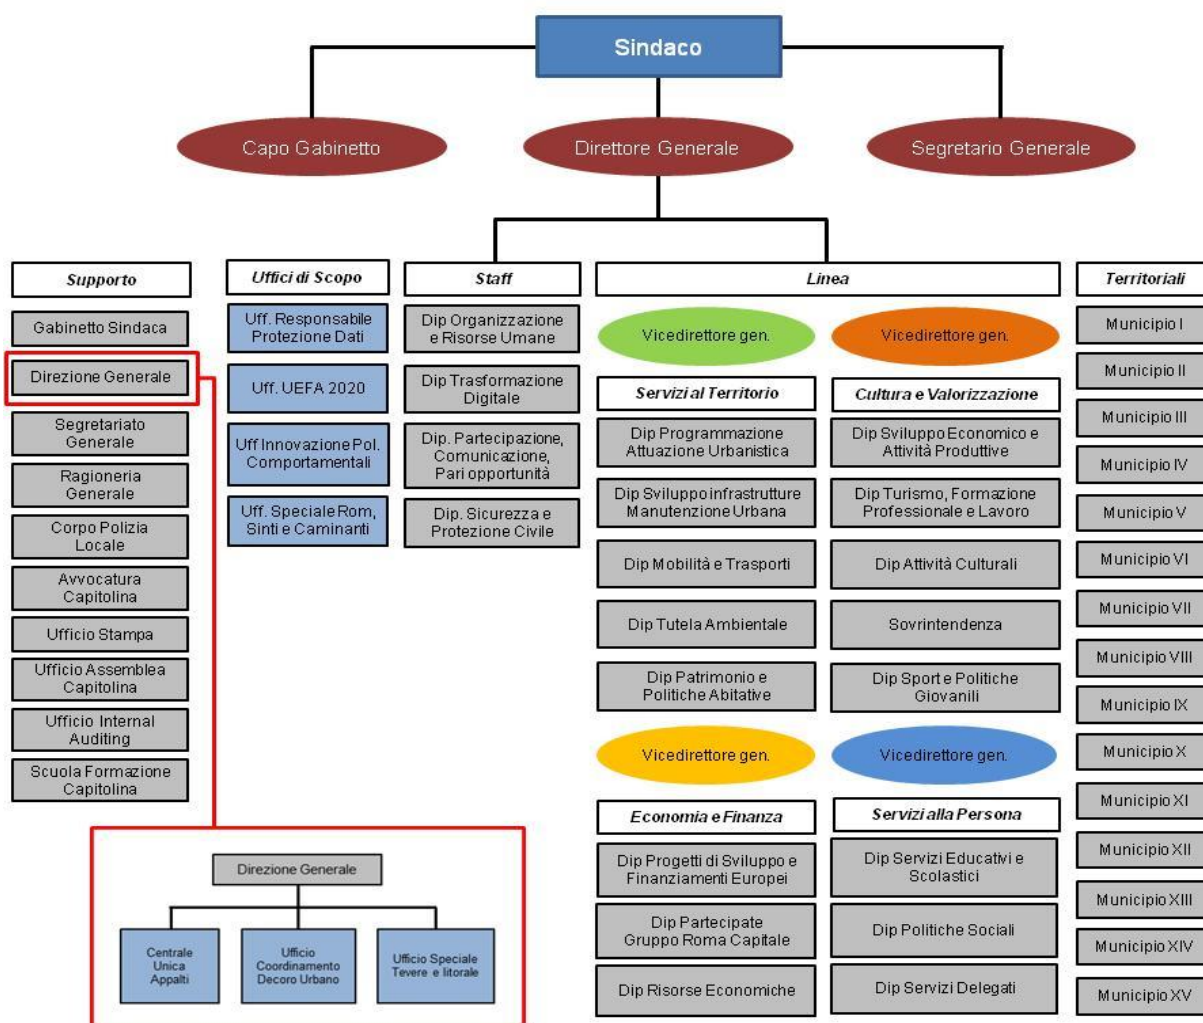 Sindaco
Capo Gabinetto
Direttore Generale
Segretario Generale
Supporto
Gabinetto Sindaca
Direzione Generale
Segretariato
Generale
Ragioneria
Generale
Corpo Polizia
Locale
Avvocatura
Capitolina
Ufficio Stampa
Ufficio Assemblea
Capitolina
Ufficio Internal
Auditing
Scuola Formazione
Capitolina
Uffici di Scopo
Uff. Responsabile
Protezione Dati
Uff. UEFA 2020
Uff Innovazione Pol.
Comportamentali
Uff. Speciale Rom,
Sinti e Caminanti
Staff
Dip Organizzazione
e Risorse Umane
Dip Trasformazione
Digitale
Dip. Partecipazione,
Comunicazione,
Pari opportunità
Dip. Sicurezza e
Protezione Civile
Linea
Vicedirettore gen.
Servizi al Territorio
Dip Programmazione
Attuazione Urbanistica
Dip Sviluppo infrastrutture
Manutenzione Urbana
Dip Mobilità e Trasporti
Dip Tutela Ambientale
Dip Patrimonio e
Politiche Abitative
Vicedirettore gen.
Cultura e Valorizzazione
Dip Sviluppo Economico e
Attività Produttive
Dip Turismo, Formazione
Professionale e Lavoro
Dip Attività Culturali
Sovrintendenza
Dip Sport e Politiche
Giovanili
Vicedirettore gen.
Economia e Finanza
Dip Progetti di Sviluppo e
Finanziamenti Europei
Dip Partecipate
Gruppo Roma Capitale
Dip Risorse Economiche
Vicedirettore gen.
Servizi alla Persona
Dip Servizi Educativi e
Scolastici
Dip Politiche Sociali
Dip Servizi Delegati
Territoriali
Municipio I
Municipio II
Municipio III
Municipio IV
Municipio V
Municipio VI
Municipio VII
Municipio VIII
Municipio IX
Municipio X
Municipio XI
Municipio XII
Municipio XIII
Municipio XIV
Municipio XV
Direzione Generale
Centrale
Unica
Appalti
Ufficio
Coordinamento
Decoro Urbano
Ufficio Speciale
Tevere e litorale